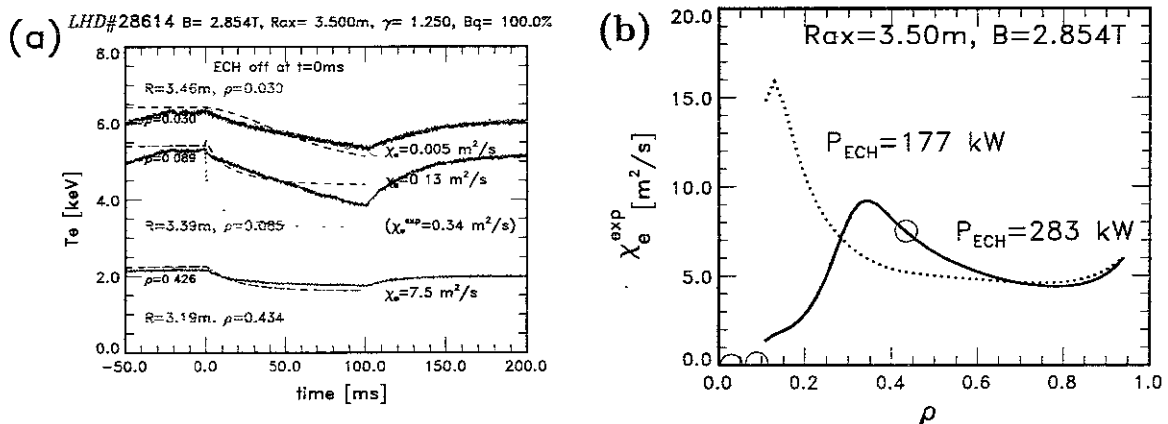 (a)
LHD#28614 B= 2.854T, Rax= 3.500m, γ= 1.250, Bq= 100.0%
8.0
6.0
4.0
2.0
0.0
Te [keV]
ECH off at t=0ms
R=3.46m, ρ=0.030
ρ=0.030
χe=0.005 m²/s
ρ=0.089
χe=0.13 m²/s
R=3.39m, ρ=0.085
(χe^exp=0.34 m²/s)
ρ=0.426
χe=7.5 m²/s
R=3.19m, ρ=0.434
-50.0 0.0 50.0 100.0 150.0 200.0
time [ms]
(b)
20.0
15.0
10.0
5.0
0.0
χe^exp [m²/s]
Rax=3.50m, B=2.854T
P_ECH=177 kW
P_ECH=283 kW
0.0 0.2 0.4 0.6 0.8 1.0
ρ